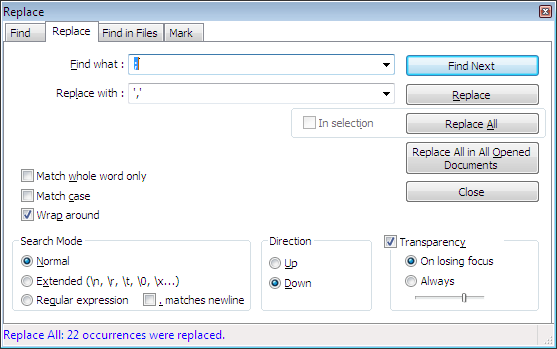 Replace
Find Replace Find in Files Mark
Find what :
Find Next
Replace with : ','
Replace
In selection
Replace All
Replace All in All Opened
Documents
Match whole word only
Close
Match case
Wrap around
Search Mode
Normal
Extended (\n, \r, \t, \0, \x...)
Regular expression
. matches newline
Direction
Up
Down
Transparency
On losing focus
Always
Replace All: 22 occurrences were replaced.